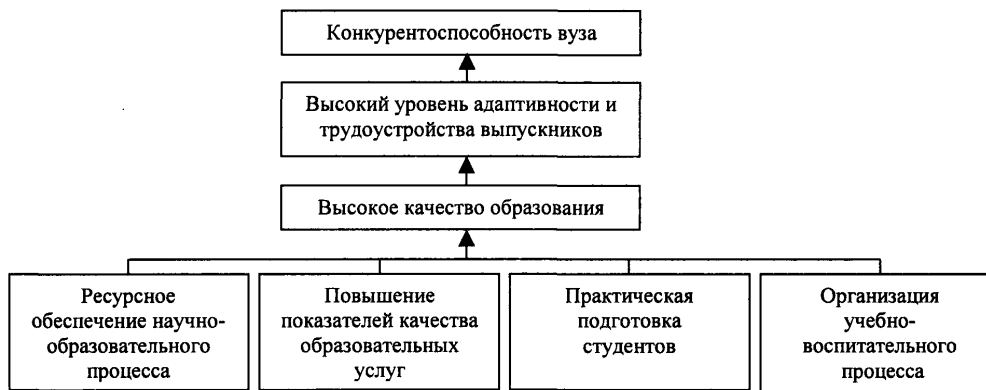 Конкурентоспособность вуза
Высокий уровень адаптивности и
трудоустройства выпускников
Высокое качество образования
Ресурсное
обеспечение научно-
образовательного
процесса
Повышение
показателей качества
образовательных
услуг
Практическая
подготовка
студентов
Организация
учебно-
воспитательного
процесса